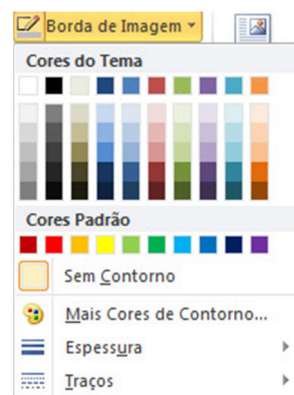 Borda de Imagem
Cores do Tema
Cores Padrão
Sem Contorno
Mais Cores de Contorno...
Espessura
Traços